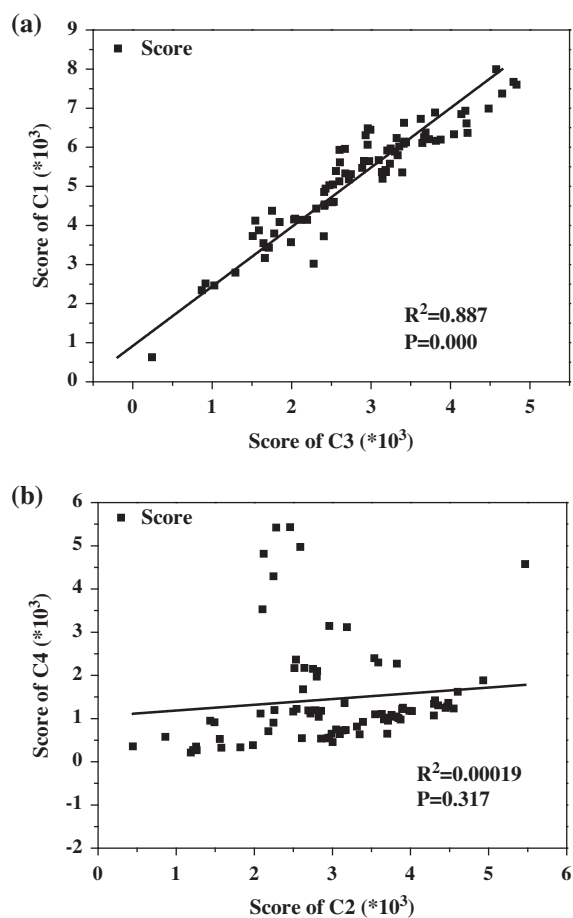 (a)
Score
Score of C1 (*10³)
9
8
7
6
5
4
3
2
1
0
R²=0.887
P=0.000
0 1 2 3 4 5
Score of C3 (*10³)
(b)
Score
Score of C4 (*10³)
6
5
4
3
2
1
0
-1
-2
R²=0.00019
P=0.317
0 1 2 3 4 5 6
Score of C2 (*10³)